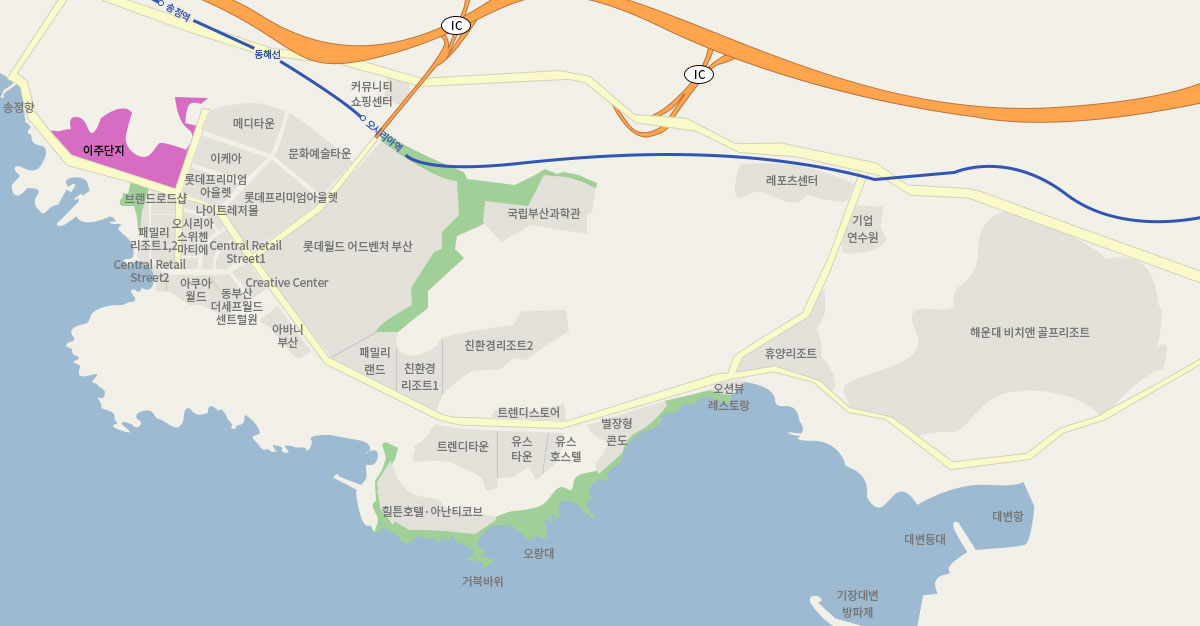 송정역
IC
동해선
IC
커뮤니티
쇼핑센터
송정항
메디타운
오시리아역
이주단지
이케아
문화예술타운
롯데프리미엄
아울렛
레포츠센터
브랜드로드샵
롯데프리미엄아울렛
나이트레저몰
국립부산과학관
기업
연수원
오시리아
스위첸
마티에
패밀리
리조트1,2
Central Retail
Street1
롯데월드 어드벤처 부산
Central Retail
Street2
아쿠아
월드
Creative Center
동부산
더세프월드
센트럴원
아바니
부산
해운대 비치앤 골프리조트
패밀리
랜드
친환경리조트2
휴양리조트
친환경
리조트1
오션뷰
레스토랑
트렌디스토어
별장형
콘도
트렌디타운
유스
타운
유스
호스텔
힐튼호텔·아난티코브
대변항
대변등대
오랑대
거북바위
기장대변
방파제